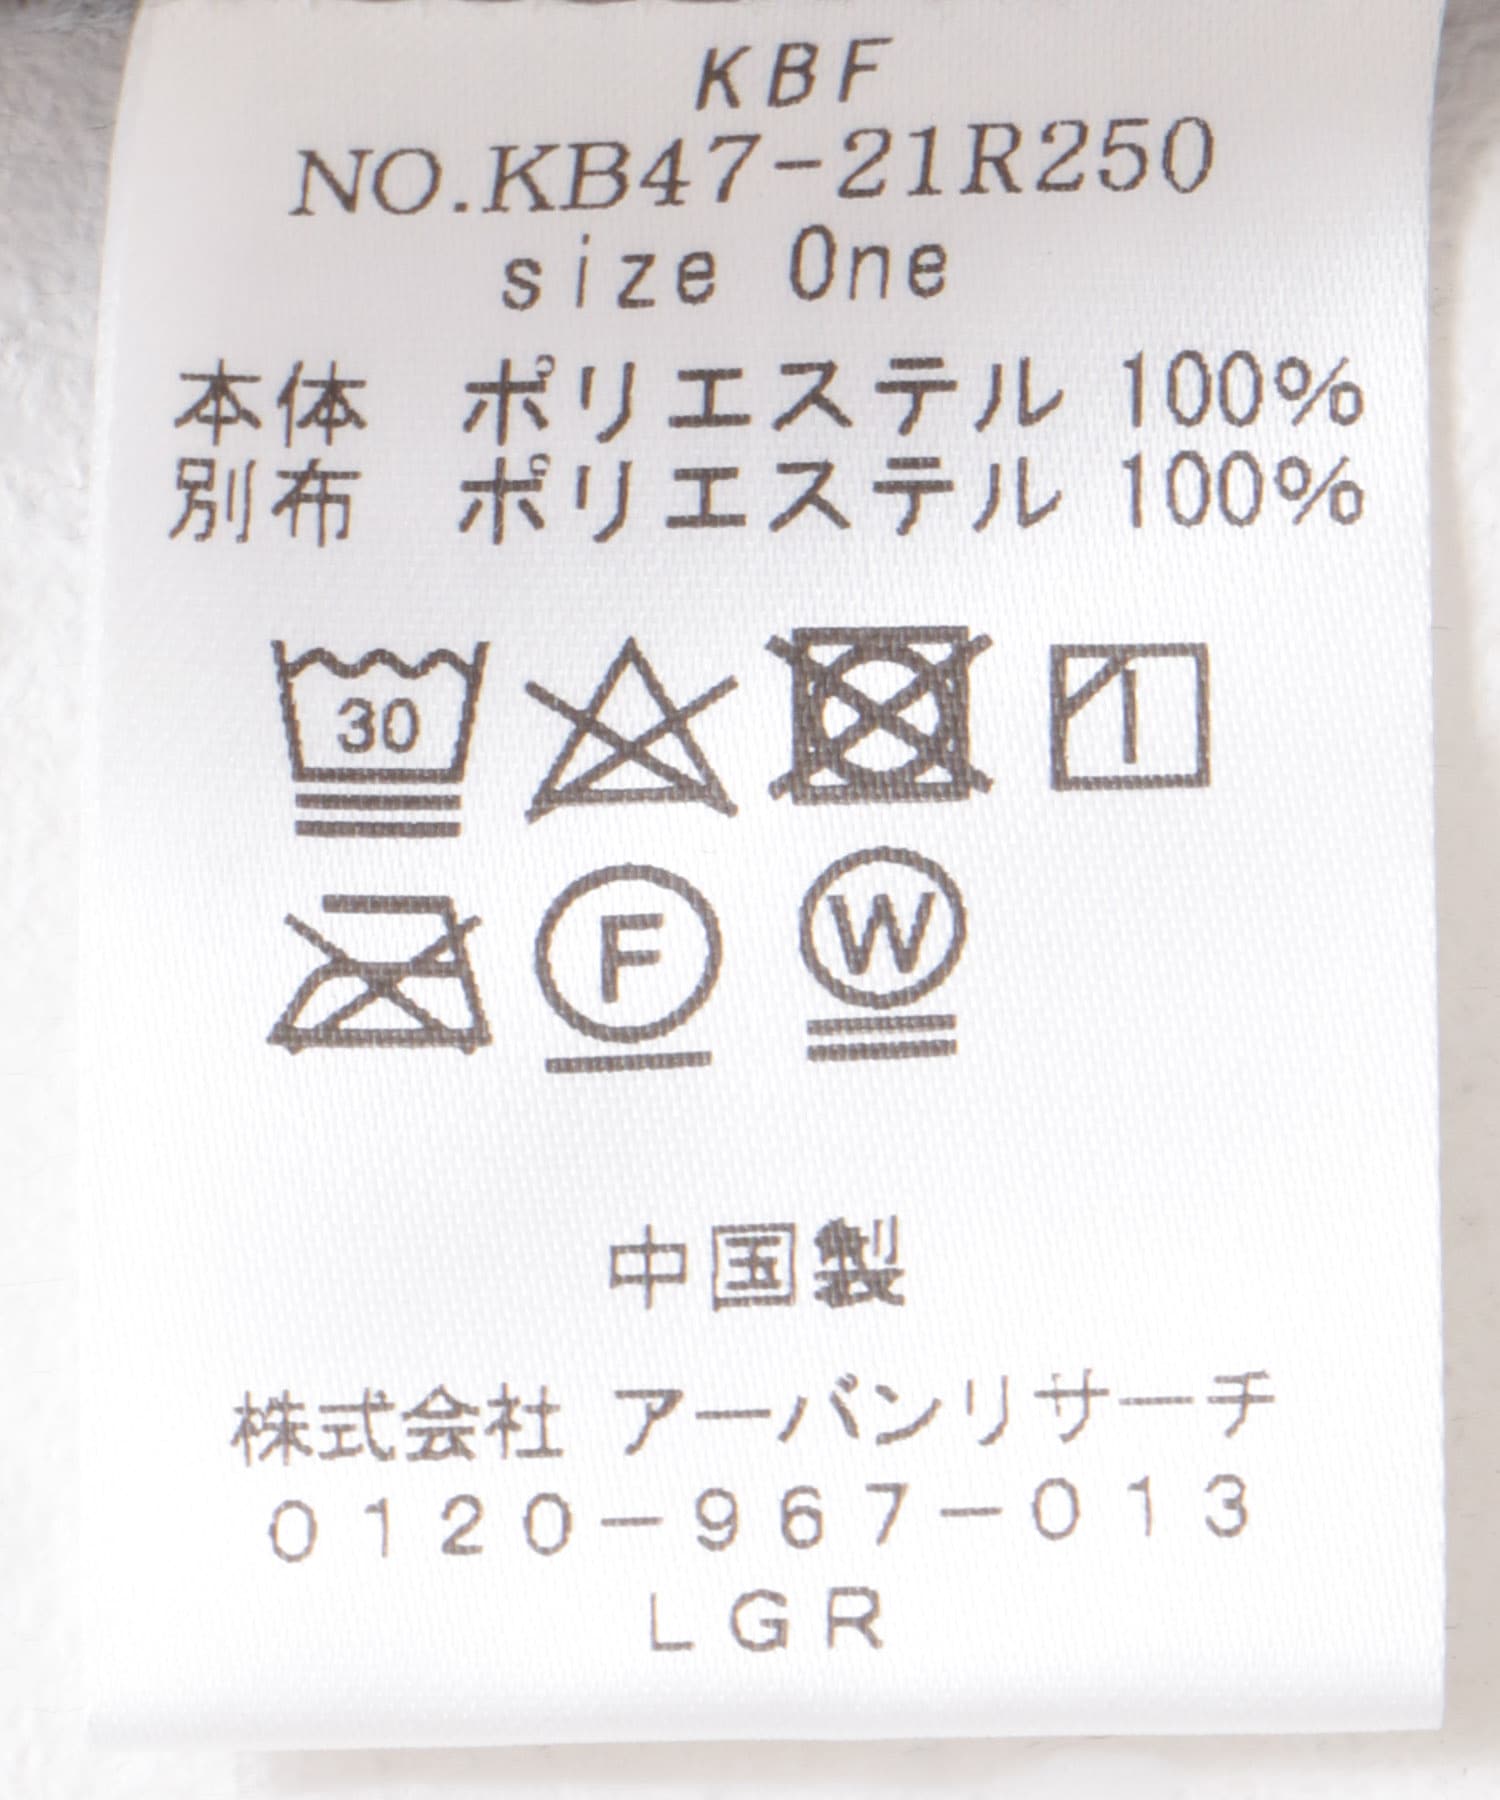 KBF
NO.KB47-21R250
size One
本体 ポリエステル 100%
別布 ポリエステル 100%
30
F W
中国製
株式会社 アーバンリサーチ
0120-967-013
LGR